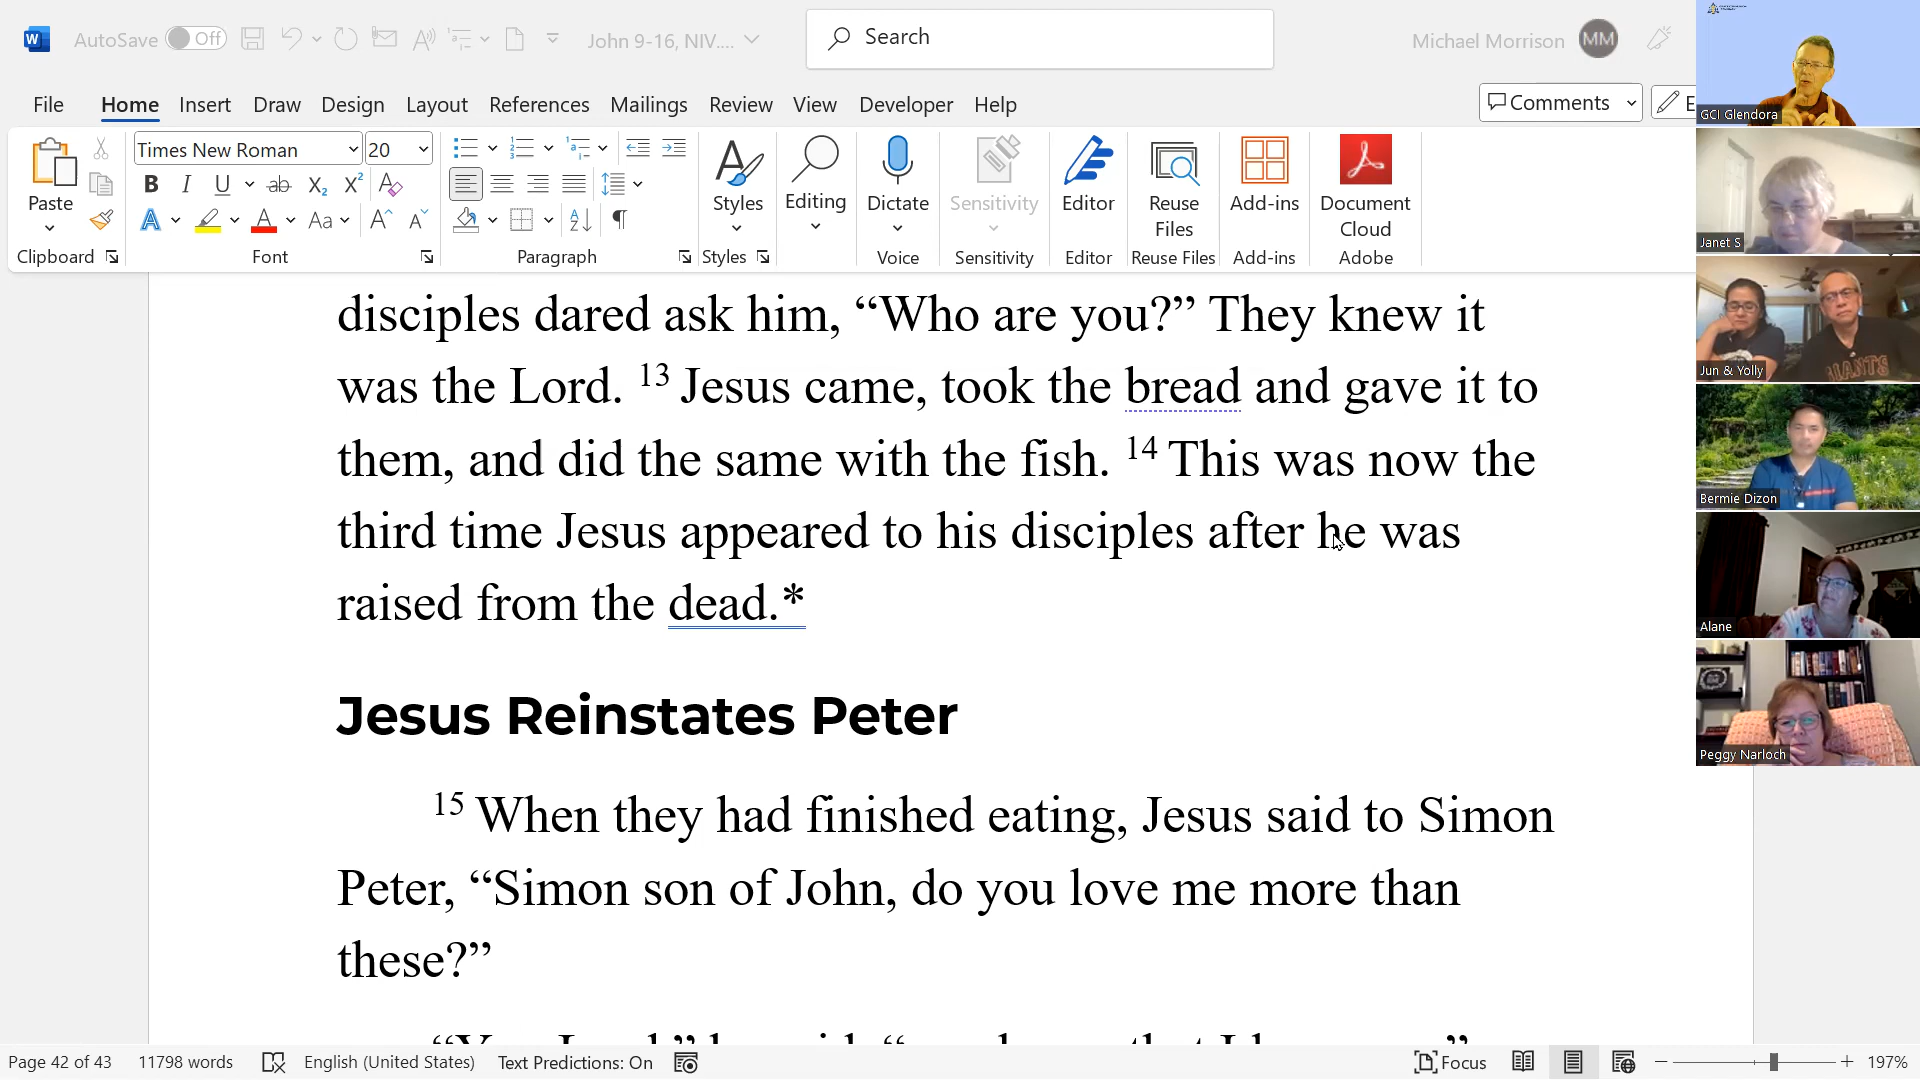 AutoSave Off John 9-16, NIV.... Search Michael Morrison MM
File Home Insert Draw Design Layout References Mailings Review View Developer Help Comments
Times New Roman 20
Paste Styles Editing Dictate Sensitivity Editor Reuse Files Add-ins Document Cloud
Clipboard Font Paragraph Styles Voice Sensitivity Editor Reuse Files Add-ins Adobe
disciples dared ask him, “Who are you?” They knew it
was the Lord. 13 Jesus came, took the bread and gave it to
them, and did the same with the fish. 14 This was now the
third time Jesus appeared to his disciples after he was
raised from the dead.*
Jesus Reinstates Peter
15 When they had finished eating, Jesus said to Simon
Peter, “Simon son of John, do you love me more than
these?”
GCI Glendora
Janet S
Jun & Yolly
GIANTS
Bermie Dizon
Alane
Peggy Narloch
Page 42 of 43 11798 words English (United States) Text Predictions: On Focus 197%